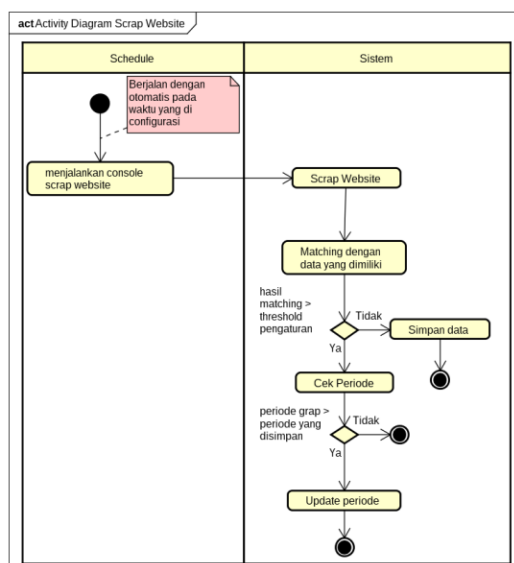 act Activity Diagram Scrap Website
Schedule
Sistem
Berjalan dengan
otomatis pada
waktu yang di
configurasi
menjalankan console
scrap website
Scrap Website
Matching dengan
data yang dimiliki
hasil
matching >
threshold
pengaturan
Tidak
Simpan data
Ya
Cek Periode
periode grap >
periode yang
disimpan
Tidak
Ya
Update periode